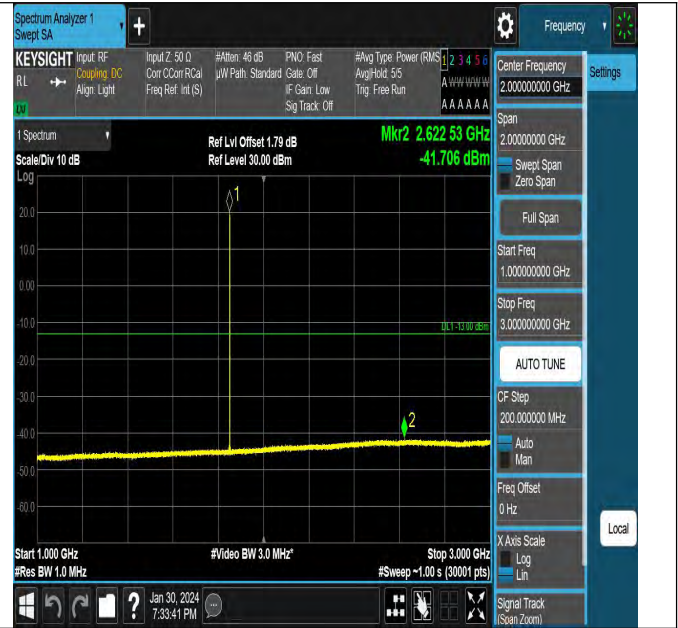 Spectrum Analyzer 1
Swept SA
Frequency
KEYSIGHT
RL
Input: RF
Coupling: DC
Align: Light
Input Z: 50 Ω
Corr CCorr RCal
Freq Ref: Int (S)
#Atten: 46 dB
µW Path: Standard
PNO: Fast
Gate: Off
IF Gain: Low
Sig Track: Off
#Avg Type: Power (RMS
Avg|Hold: 5/5
Trig: Free Run
1 2 3 4 5 6
A WW WW W
A A A A A A
1 Spectrum
Scale/Div 10 dB
Log
Ref Lvl Offset 1.79 dB
Ref Level 30.00 dBm
Mkr2 2.622 53 GHz
-41.706 dBm
1
20.0
10.0
0.00
-10.0
DL1 -13.00 dBm
-20.0
-30.0
2
-40.0
-50.0
-60.0
Start 1.000 GHz
#Res BW 1.0 MHz
#Video BW 3.0 MHz*
Stop 3.000 GHz
#Sweep ~1.00 s (30001 pts)
Center Frequency
2.000000000 GHz
Settings
Span
2.00000000 GHz
Swept Span
Zero Span
Full Span
Start Freq
1.000000000 GHz
Stop Freq
3.000000000 GHz
AUTO TUNE
CF Step
200.000000 MHz
Auto
Man
Freq Offset
0 Hz
X Axis Scale
Log
Lin
Local
Signal Track
(Span Zoom)
?
Jan 30, 2024
7:33:41 PM